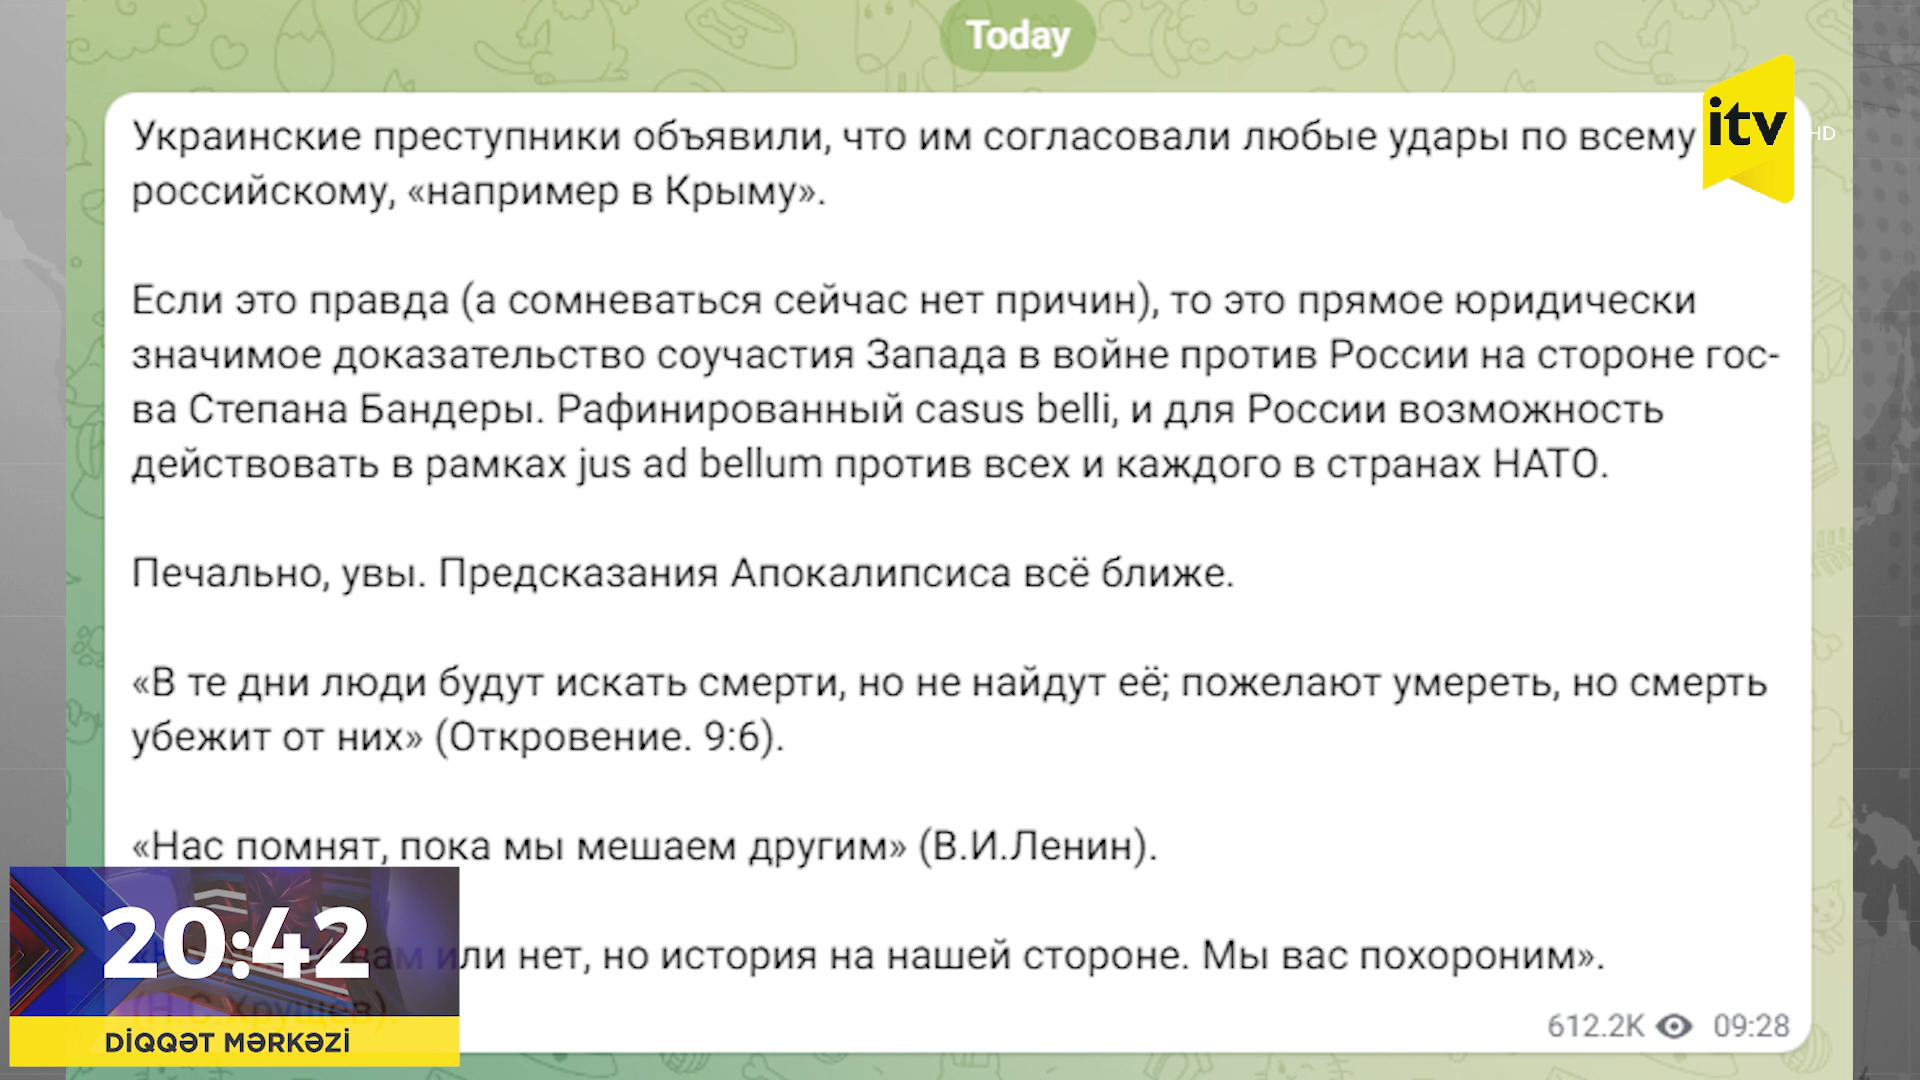 Today
itv
HD
Украинские преступники объявили, что им согласовали любые удары по всему
российскому, «например в Крыму».
Если это правда (а сомневаться сейчас нет причин), то это прямое юридически
значимое доказательство соучастия Запада в войне против России на стороне гос-
ва Степана Бандеры. Рафинированный casus belli, и для России возможность
действовать в рамках jus ad bellum против всех и каждого в странах НАТО.
Печально, увы. Предсказания Апокалипсиса всё ближе.
«В те дни люди будут искать смерти, но не найдут её; пожелают умереть, но смерть
убежит от них» (Откровение. 9:6).
«Нас помнят, пока мы мешаем другим» (В.И.Ленин).
вам или нет, но история на нашей стороне. Мы вас похороним».
(Н.С.Хрущёв).
612.2K 09:28
20:42
DİQQƏT MƏRKƏZİ